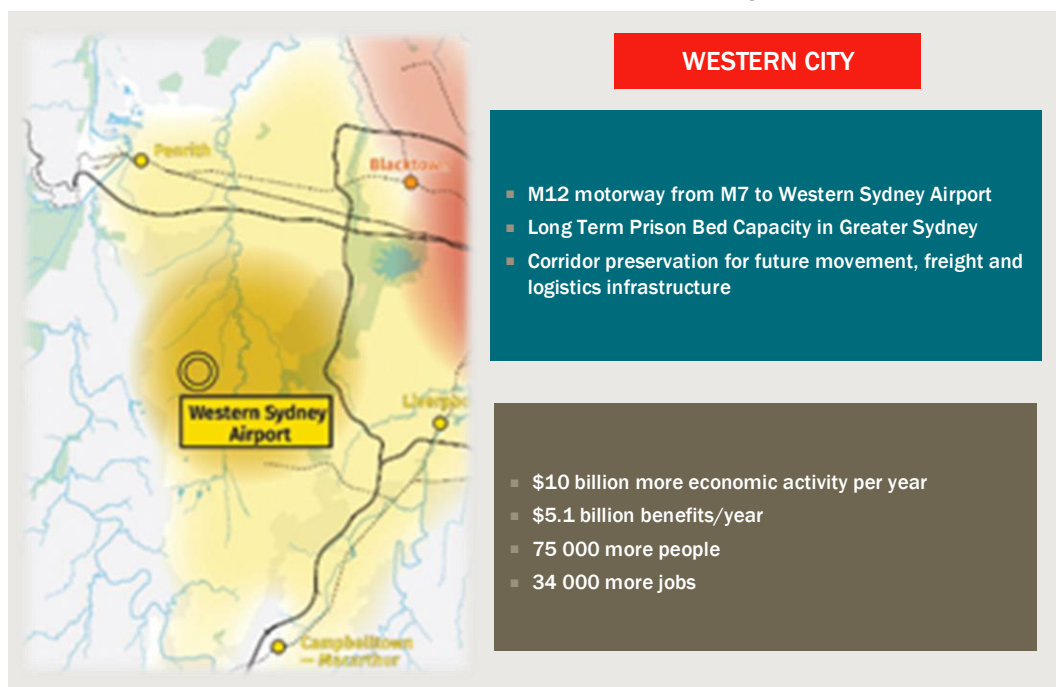 WESTERN CITY
Penrith
Blacktown
M12 motorway from M7 to Western Sydney Airport
Long Term Prison Bed Capacity in Greater Sydney
Corridor preservation for future movement, freight and
logistics infrastructure
Western Sydney
Airport
$10 billion more economic activity per year
$5.1 billion benefits/year
75 000 more people
34 000 more jobs
Campbelltown
— Macarthur